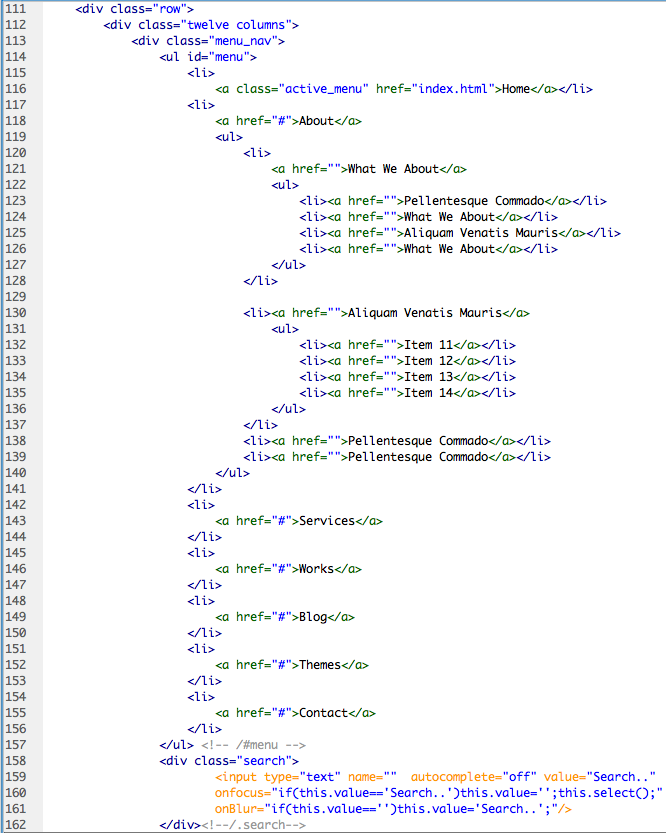 111 <div class="row">
112 <div class="twelve columns">
113 <div class="menu_nav">
114 <ul id="menu">
115 <li>
116 <a class="active_menu" href="index.html">Home</a></li>
117 <li>
118 <a href="#">About</a>
119 <ul>
120 <li>
121 <a href="">What We About</a>
122 <ul>
123 <li><a href="">Pellentesque Commado</a></li>
124 <li><a href="">What We About</a></li>
125 <li><a href="">Aliquam Venatis Mauris</a></li>
126 <li><a href="">What We About</a></li>
127 </ul>
128 </li>
129
130 <li><a href="">Aliquam Venatis Mauris</a>
131 <ul>
132 <li><a href="">Item 11</a></li>
133 <li><a href="">Item 12</a></li>
134 <li><a href="">Item 13</a></li>
135 <li><a href="">Item 14</a></li>
136 </ul>
137 </li>
138 <li><a href="">Pellentesque Commado</a></li>
139 <li><a href="">Pellentesque Commado</a></li>
140 </ul>
141 </li>
142 <li>
143 <a href="#">Services</a>
144 </li>
145 <li>
146 <a href="#">Works</a>
147 </li>
148 <li>
149 <a href="#">Blog</a>
150 </li>
151 <li>
152 <a href="#">Themes</a>
153 </li>
154 <li>
155 <a href="#">Contact</a>
156 </li>
157 </ul> <!-- /#menu -->
158 <div class="search">
159 <input type="text" name=""  autocomplete="off" value="Search.."
160 onfocus="if(this.value=='Search..')this.value='';this.select();"
161 onBlur="if(this.value=='')this.value='Search..';"/>
162 </div><!--/.search-->